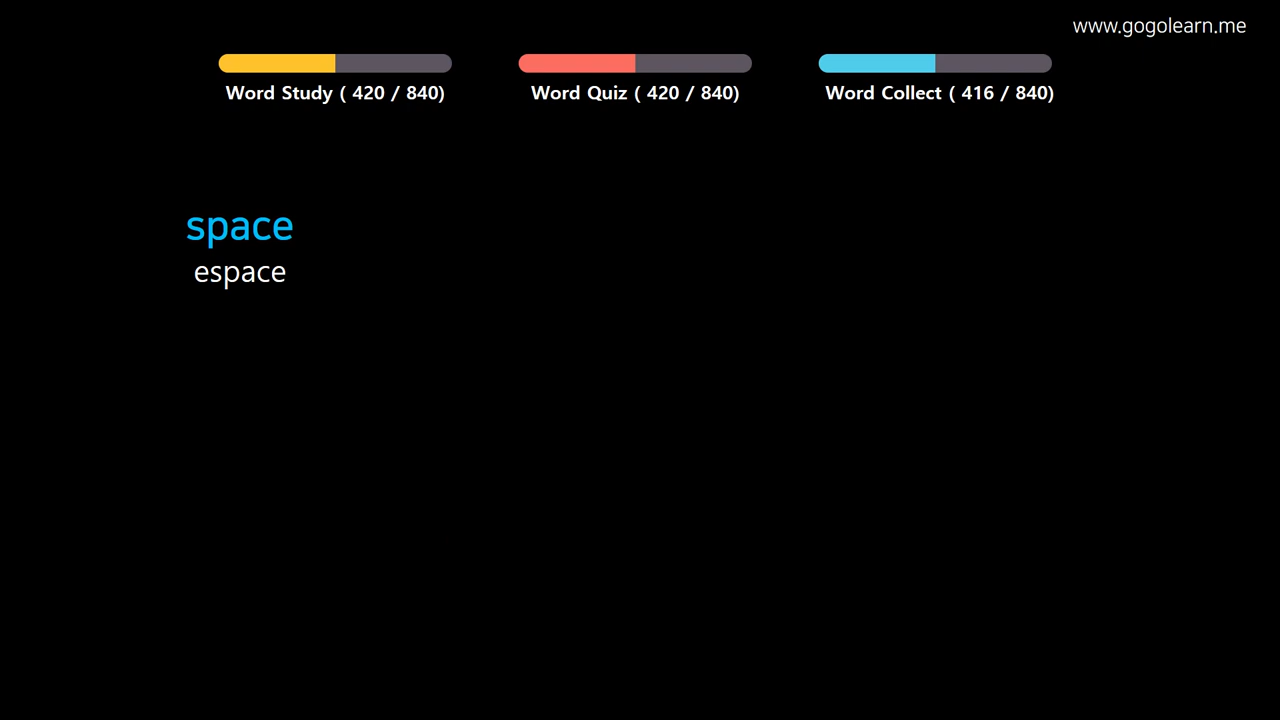 www.gogolearn.me
Word Study ( 420 / 840)
Word Quiz ( 420 / 840)
Word Collect ( 416 / 840)
space
espace